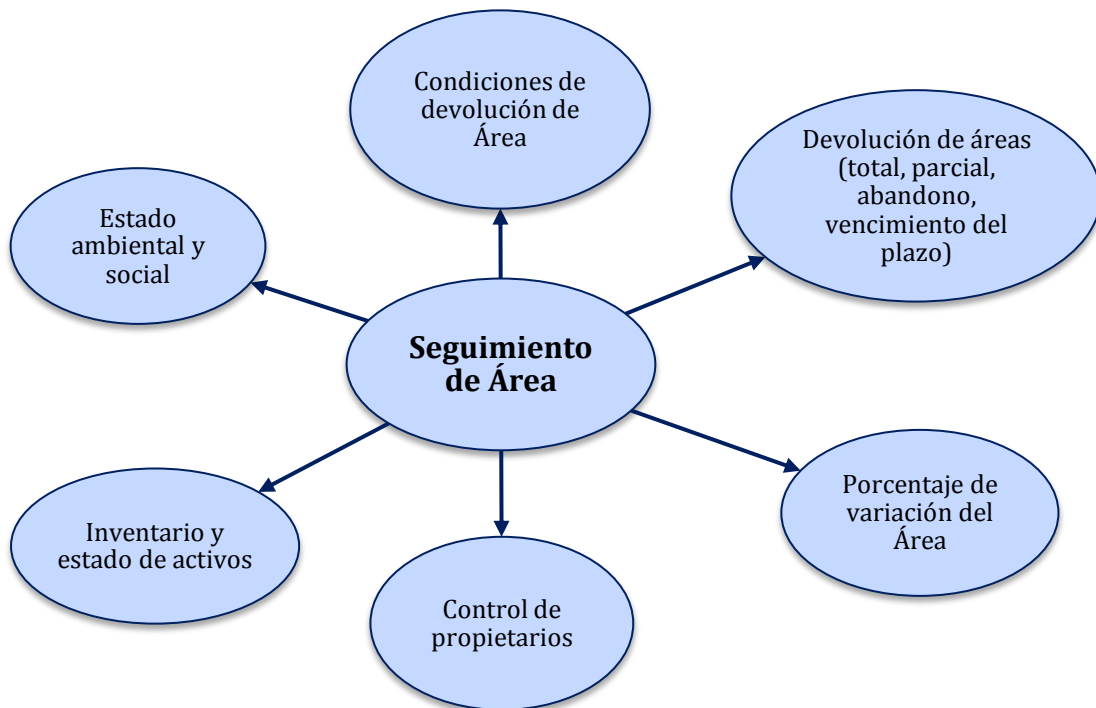 Condiciones de
devolución de
Área
Devolución de áreas
(total, parcial,
abandono,
vencimiento del
plazo)
Estado
ambiental y
social
Seguimiento
de Área
Porcentaje de
variación del
Área
Inventario y
estado de activos
Control de
propietarios